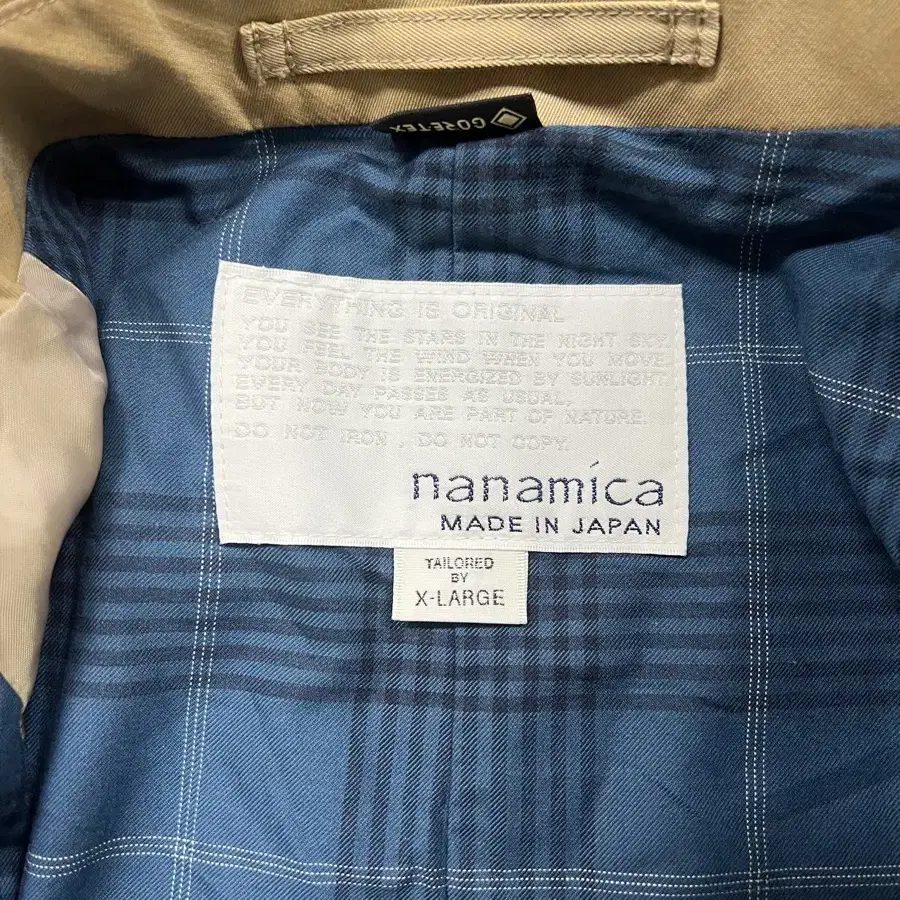 GORE-TEX
EVERYTHING IS ORIGINAL
YOU SEE THE STARS IN THE NIGHT SKY.
YOU FEEL THE WIND WHEN YOU MOVE.
YOUR BODY IS ENERGIZED BY SUNLIGHT.
EVERY DAY PASSES AS USUAL,
BUT NOW YOU ARE PART OF NATURE.
DO NOT IRON, DO NOT COPY.
nanamíca
MADE IN JAPAN
TAILORED
BY
X-LARGE